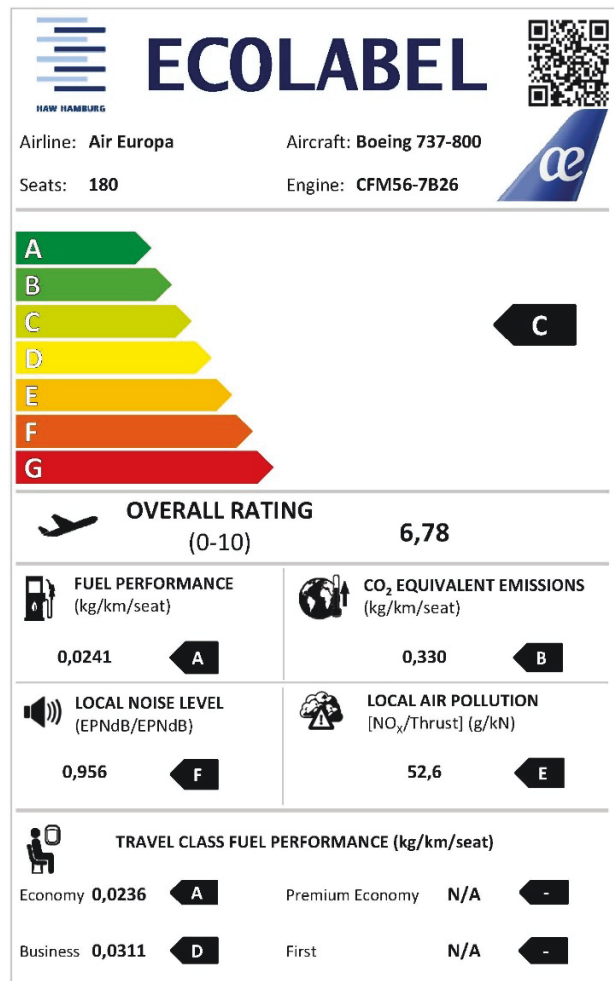 HAW HAMBURG
ECOLABEL
Airline: Air Europa
Aircraft: Boeing 737-800
Seats: 180
Engine: CFM56-7B26
æ
A
B
C
C
D
E
F
G
OVERALL RATING
(0-10)
6,78
FUEL PERFORMANCE
(kg/km/seat)
0,0241 A
CO₂ EQUIVALENT EMISSIONS
(kg/km/seat)
0,330 B
LOCAL NOISE LEVEL
(EPNdB/EPNdB)
0,956 F
LOCAL AIR POLLUTION
[NOₓ/Thrust] (g/kN)
52,6 E
TRAVEL CLASS FUEL PERFORMANCE (kg/km/seat)
Economy 0,0236 A
Premium Economy N/A -
Business 0,0311 D
First N/A -